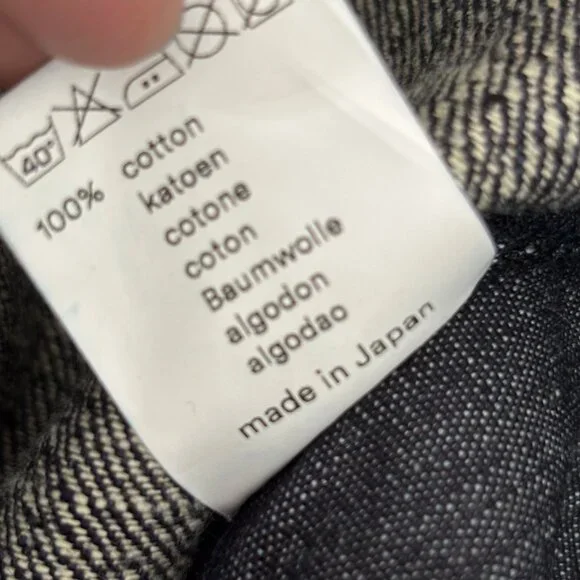 40°
100% cotton
katoen
cotone
coton
Baumwolle
algodon
algodao
made in Japan